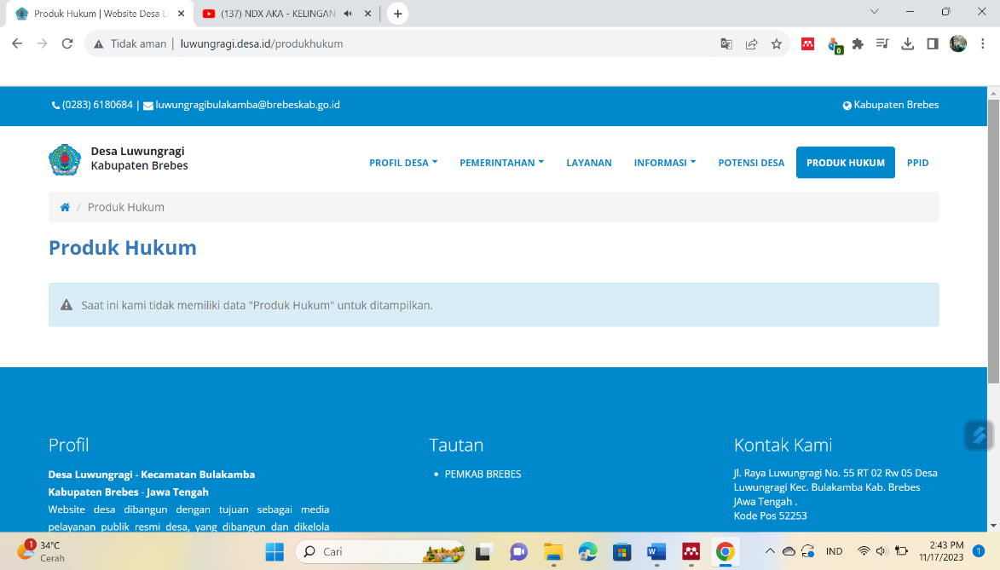 Produk Hukum | Website Desa L
(137) NDX AKA - KELINGAN
Tidak aman | luwungragi.desa.id/produkhukum
0
(0283) 6180684 | luwungragibulakamba@brebeskab.go.id
Kabupaten Brebes
Desa Luwungragi
Kabupaten Brebes
PROFIL DESA
PEMERINTAHAN
LAYANAN
INFORMASI
POTENSI DESA
PRODUK HUKUM
PPID
/ Produk Hukum
Produk Hukum
Saat ini kami tidak memiliki data "Produk Hukum" untuk ditampilkan.
Profil
Desa Luwungragi - Kecamatan Bulakamba
Kabupaten Brebes - Jawa Tengah
Website desa dibangun dengan tujuan sebagai media
pelayanan publik resmi desa, yang dibangun dan dikelola
Tautan
• PEMKAB BREBES
Kontak Kami
Jl. Raya Luwungragi No. 55 RT 02 Rw 05 Desa
Luwungragi Kec. Bulakamba Kab. Brebes
JAwa Tengah .
Kode Pos 52253
1
34°C
Cerah
Cari
W
IND
2:43 PM
11/17/2023
1